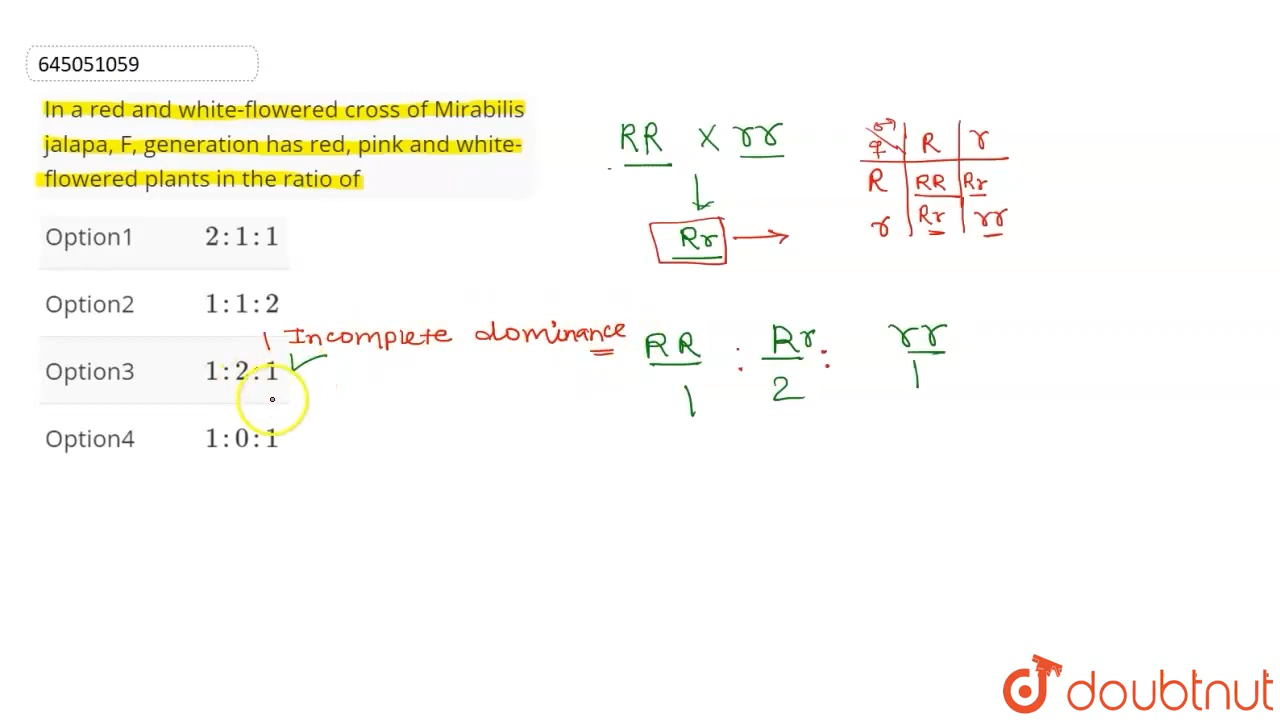 645051059
In a red and white-flowered cross of Mirabilis
jalapa, F, generation has red, pink and white-
flowered plants in the ratio of
Option1 2 : 1 : 1
Option2 1 : 1 : 2
Option3 1 : 2 : 1
Option4 1 : 0 : 1
Incomplete dominance
RR X rr
Rr
♂ R r
♀
R RR Rr
r Rr rr
RR : Rr : rr
1 2 1
doubtnut